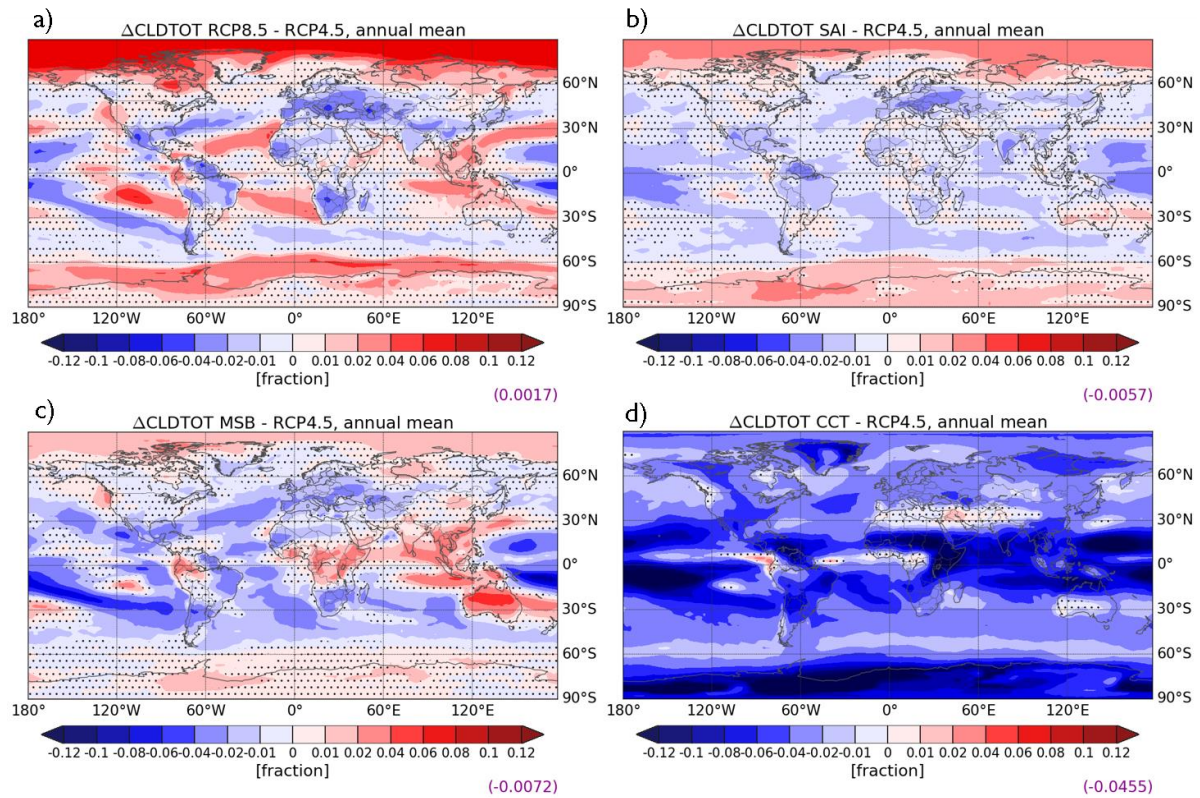 a)
ΔCLDTOT RCP8.5 - RCP4.5, annual mean
60°N
30°N
0°
30°S
60°S
90°S
180° 120°W 60°W 0° 60°E 120°E
-0.12 -0.1 -0.08 -0.06 -0.04 -0.02 -0.01 0 0.01 0.02 0.04 0.06 0.08 0.1 0.12
[fraction]
(0.0017)
b)
ΔCLDTOT SAI - RCP4.5, annual mean
60°N
30°N
0°
30°S
60°S
90°S
180° 120°W 60°W 0° 60°E 120°E
-0.12 -0.1 -0.08 -0.06 -0.04 -0.02 -0.01 0 0.01 0.02 0.04 0.06 0.08 0.1 0.12
[fraction]
(-0.0057)
c)
ΔCLDTOT MSB - RCP4.5, annual mean
60°N
30°N
0°
30°S
60°S
90°S
180° 120°W 60°W 0° 60°E 120°E
-0.12 -0.1 -0.08 -0.06 -0.04 -0.02 -0.01 0 0.01 0.02 0.04 0.06 0.08 0.1 0.12
[fraction]
(-0.0072)
d)
ΔCLDTOT CCT - RCP4.5, annual mean
60°N
30°N
0°
30°S
60°S
90°S
180° 120°W 60°W 0° 60°E 120°E
-0.12 -0.1 -0.08 -0.06 -0.04 -0.02 -0.01 0 0.01 0.02 0.04 0.06 0.08 0.1 0.12
[fraction]
(-0.0455)